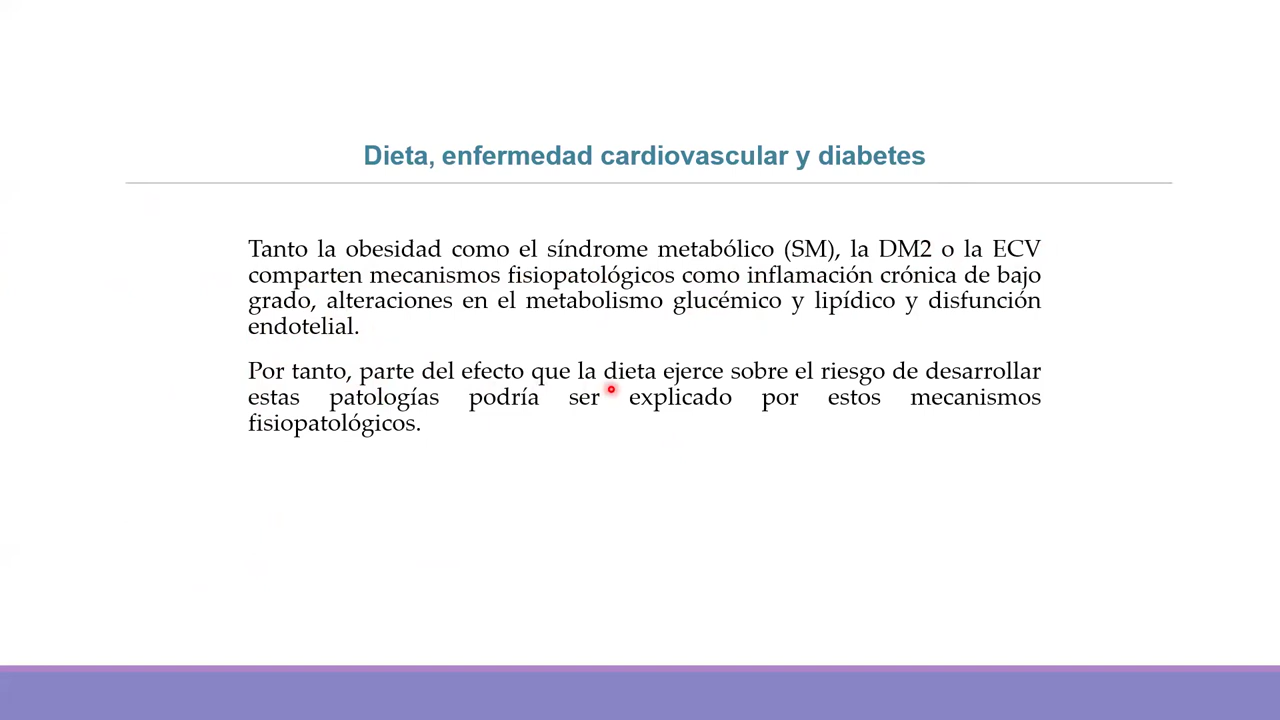 Dieta, enfermedad cardiovascular y diabetes
Tanto la obesidad como el síndrome metabólico (SM), la DM2 o la ECV
comparten mecanismos fisiopatológicos como inflamación crónica de bajo
grado, alteraciones en el metabolismo glucémico y lipídico y disfunción
endotelial.
Por tanto, parte del efecto que la dieta ejerce sobre el riesgo de desarrollar
estas patologías podría ser explicado por estos mecanismos
fisiopatológicos.